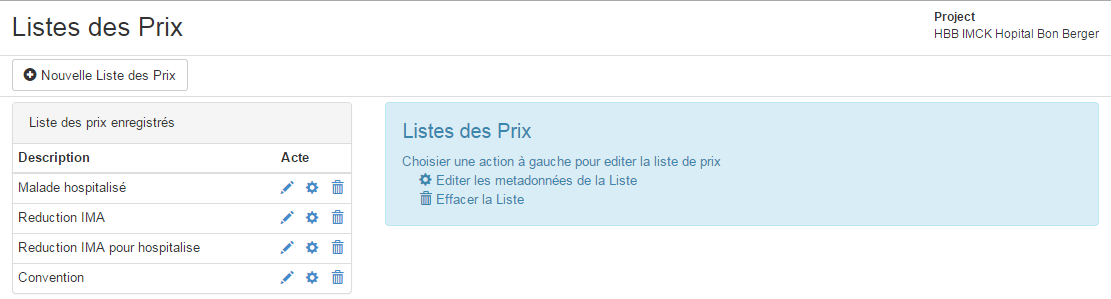 Listes des Prix
Project
HBB IMCK Hopital Bon Berger
Nouvelle Liste des Prix
Liste des prix enregistrés
Description Acte
Malade hospitalisé
Reduction IMA
Reduction IMA pour hospitalise
Convention
Listes des Prix
Choisier une action à gauche pour editer la liste de prix
Editer les metadonnées de la Liste
Effacer la Liste